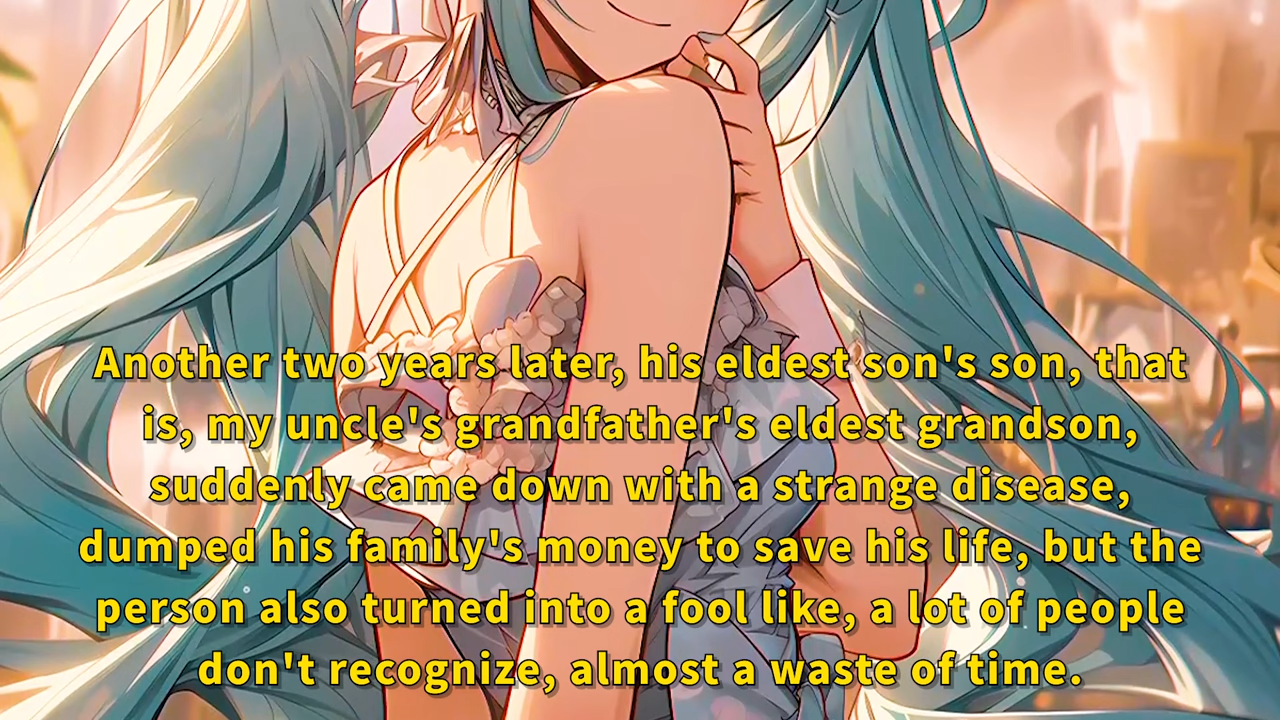 Another two years later, his eldest son's son, that
is, my uncle's grandfather's eldest grandson,
suddenly came down with a strange disease,
dumped his family's money to save his life, but the
person also turned into a fool like, a lot of people
don't recognize, almost a waste of time.